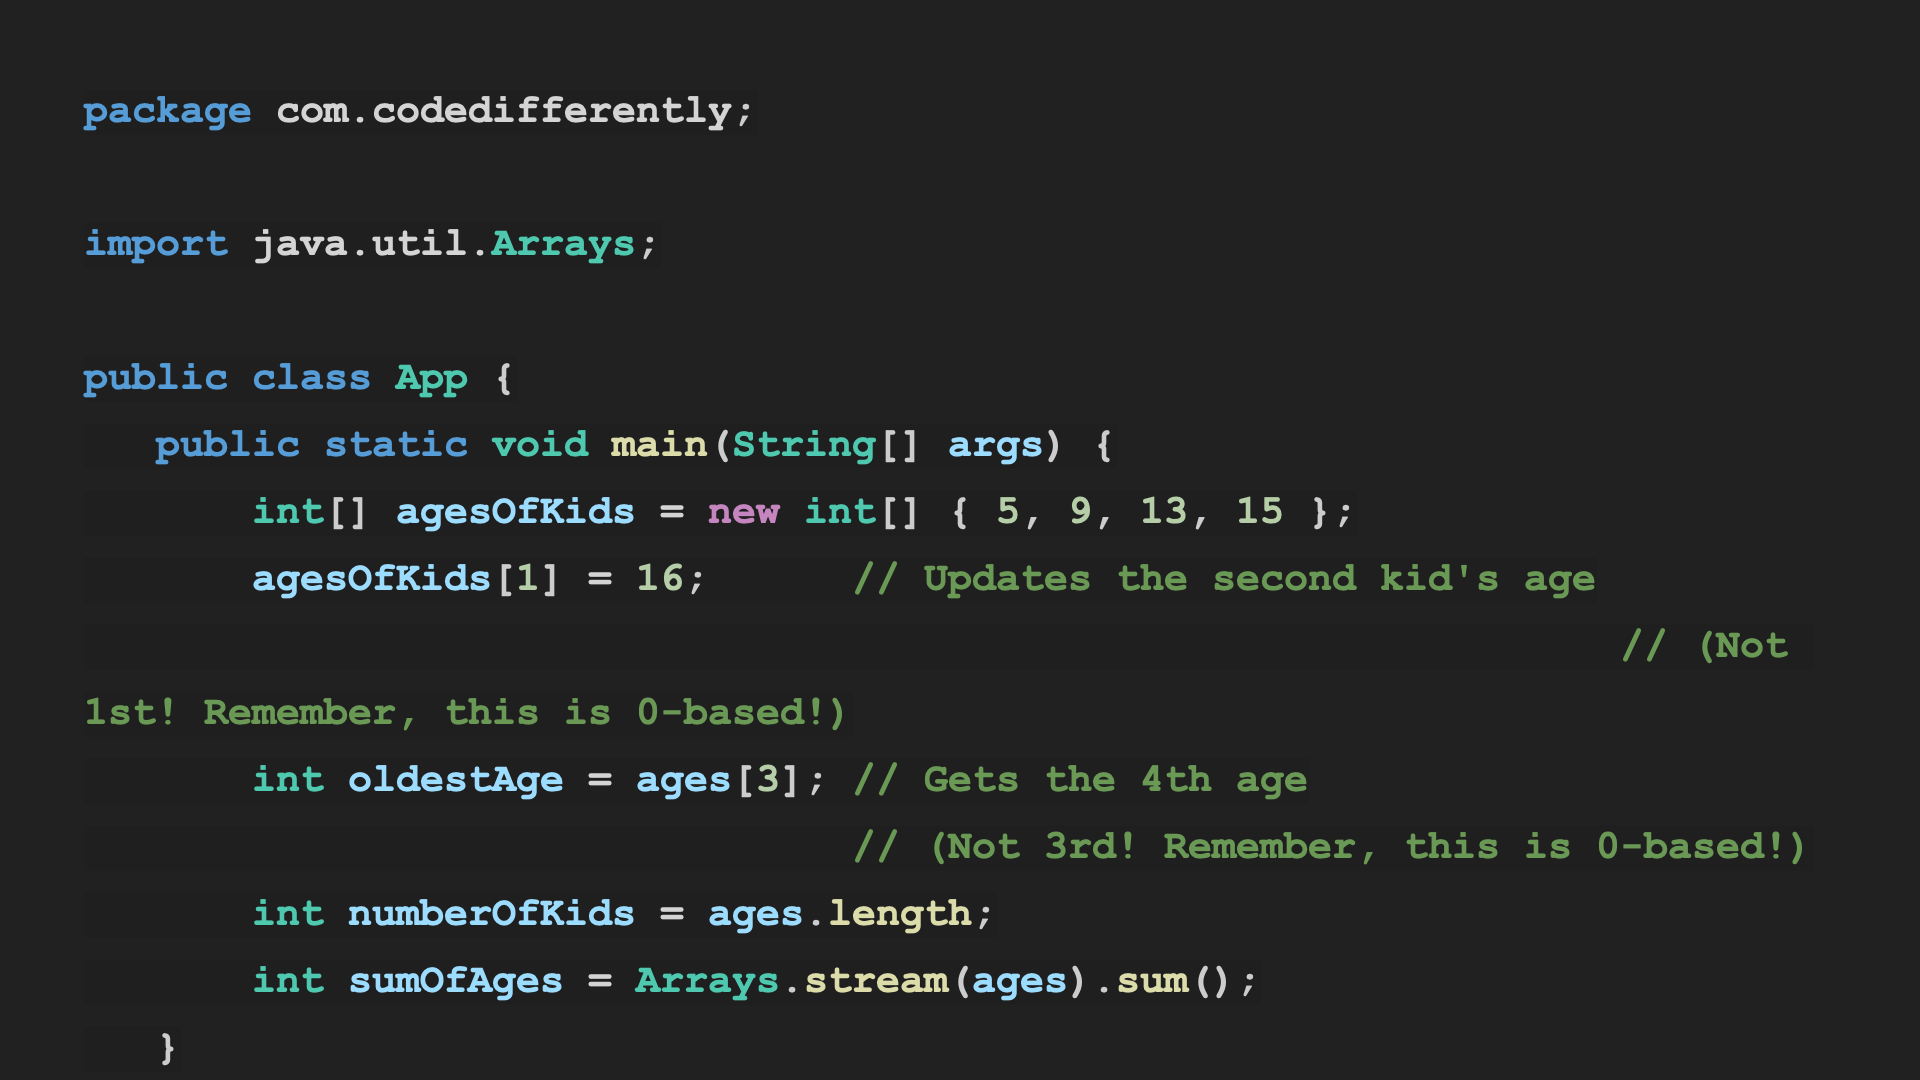 package com.codedifferently;
import java.util.Arrays;
public class App {
public static void main(String[] args) {
int[] agesOfKids = new int[] { 5, 9, 13, 15 };
agesOfKids[1] = 16; // Updates the second kid's age
// (Not
1st! Remember, this is 0-based!)
int oldestAge = ages[3]; // Gets the 4th age
// (Not 3rd! Remember, this is 0-based!)
int numberOfKids = ages.length;
int sumOfAges = Arrays.stream(ages).sum();
}